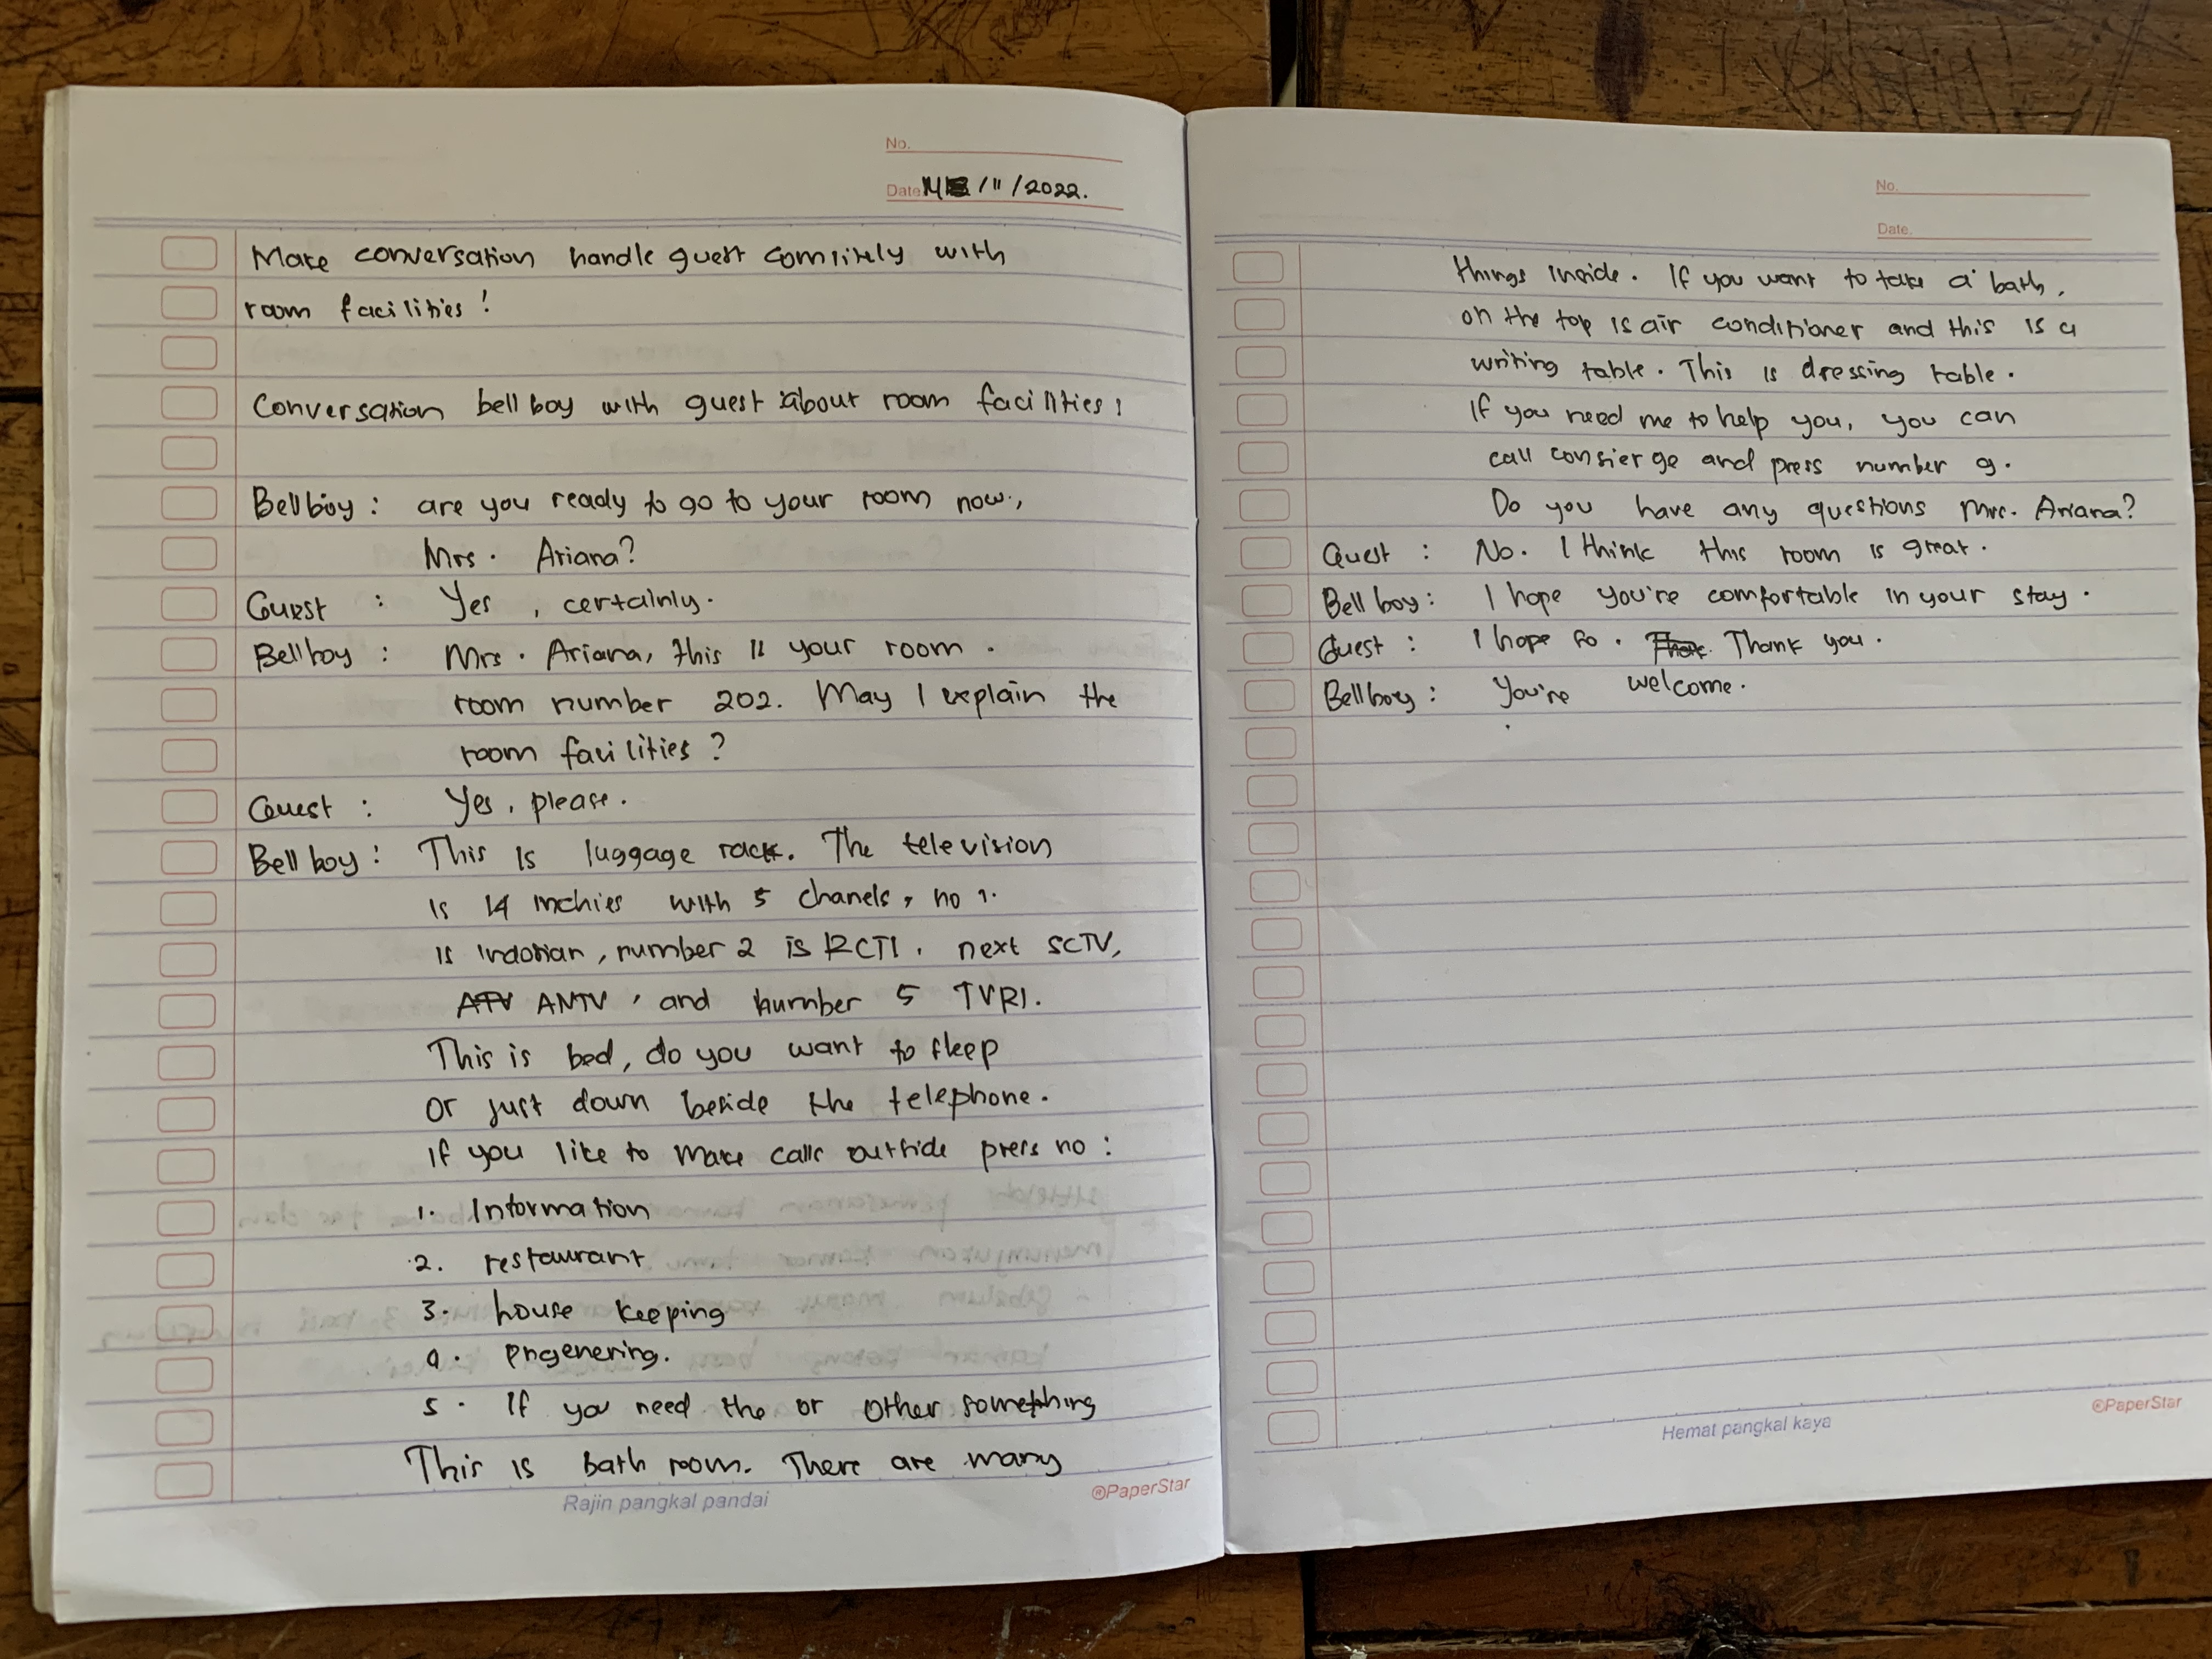 No.
Date: 14/11/2022.
Make conversation handle guest comlinly with
room facilities!
Conversation bell boy with guest about room facilities!
Bellboy : are you ready to go to your room now,
Mrs. Ariana?
Guest : Yes, certainly.
Bellboy : Mrs. Ariana, this is your room.
room number 202. May I explain the
room facilities?
Guest : Yes, please.
Bell boy : This is luggage rack. The television
is 14 inchies with 5 chanels, no 1.
is indosiar, number 2 is RCTI. next SCTV,
ANTV, and number 5 TVRI.
This is bed, do you want to sleep
Or just down beside the telephone.
If you like to make calls outside press no :
1. Information
2. restaurant
3. house keeping
4. engenering.
5. If you need the or other something
This is bath room. There are many
Rajin pangkal pandai
®PaperStar
No.
Date.
things inside. If you want to take a bath,
on the top is air conditioner and this is a
writing table. This is dressing table.
If you need me to help you, you can
call consierge and press number 9.
Do you have any questions Mrs. Ariana?
Guest : No. I think this room is great.
Bell boy : I hope you're comfortable in your stay.
Guest : I hope so. Thank you.
Bellboy : You're welcome.
Hemat pangkal kaya
®PaperStar